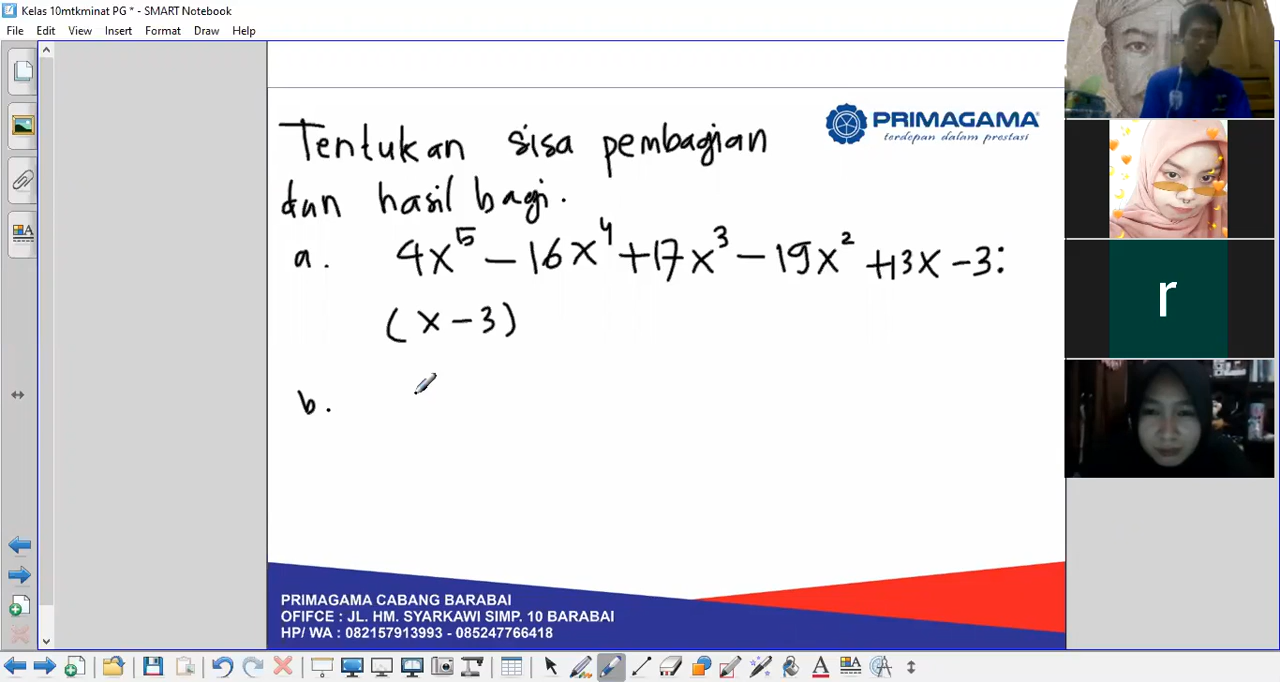 Kelas 10mtkminat PG * - SMART Notebook
File Edit View Insert Format Draw Help
PRIMAGAMA
terdepan dalam prestasi
Tentukan sisa pembagian
dan hasil bagi.
a. 4x⁵ - 16x⁴ + 17x³ - 19x² + 13x - 3 :
(x - 3)
b.
r
PRIMAGAMA CABANG BARABAI
OFIFCE : JL. HM. SYARKAWI SIMP. 10 BARABAI
HP/ WA : 082157913993 - 085247766418